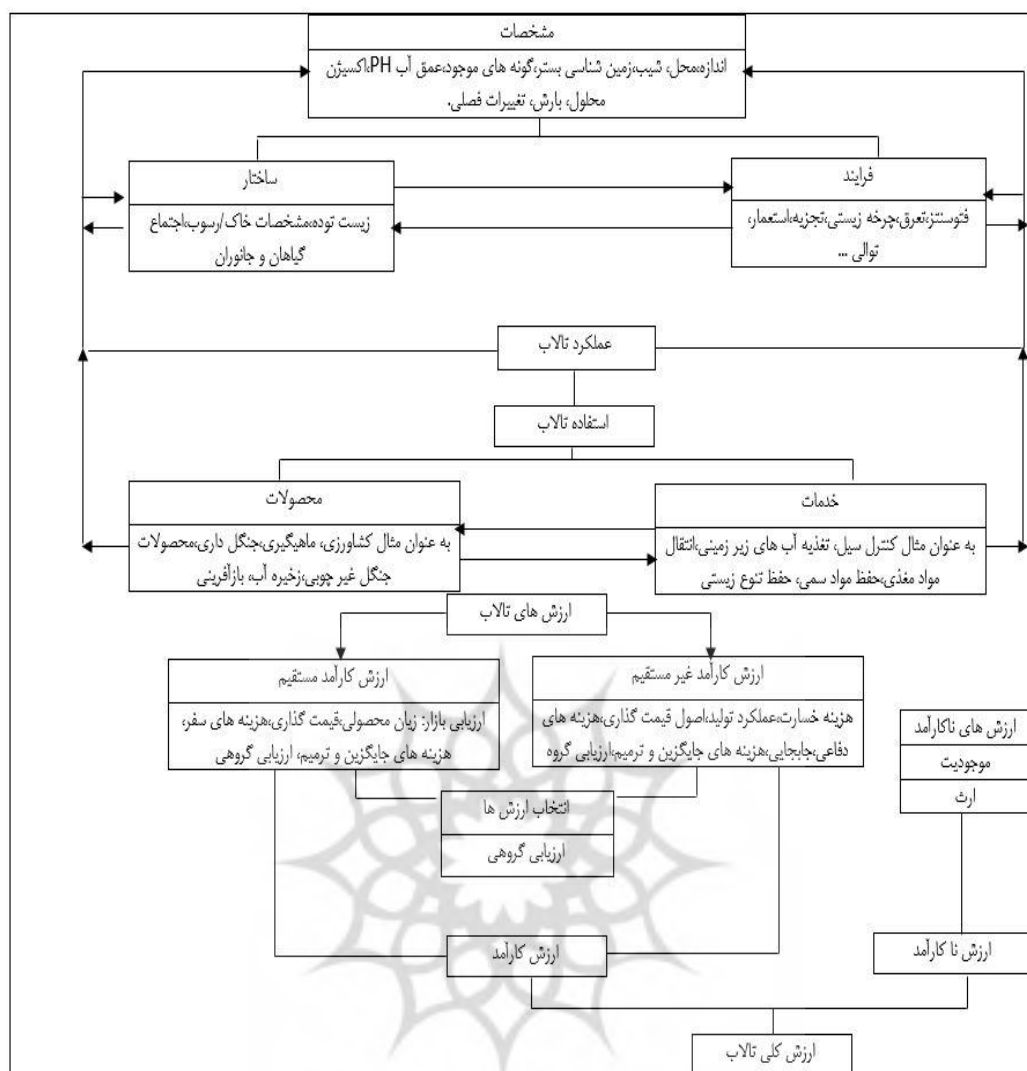 مشخصات
اندازه،محل، شیب،زمین شناسی بستر،گونه های موجود،عمق آب PH،اکسیژن
محلول، بارش، تغییرات فصلی.
فرایند
فتوسنتز،تعرق،چرخه زیستی،تجزیه،استعمار،
توالی ...
ساختار
زیست توده،مشخصات خاک/رسوب،اجتماع
گیاهان و جانوران
عملکرد تالاب
استفاده تالاب
خدمات
به عنوان مثال کنترل سیل، تغذیه آب های زیر زمینی،انتقال
مواد مغذی،حفظ مواد سمی، حفظ تنوع زیستی
محصولات
به عنوان مثال کشاورزی، ماهیگیری،جنگل داری،محصولات
جنگل غیر چوبی،زخیره آب، بازآفرینی
ارزش های تالاب
ارزش کارآمد غیر مستقیم
هزینه خسارت،عملکرد تولید،اصول قیمت گذاری،هزینه های
دفاعی،جابجایی،هزینه های جایگزین و ترمیم،ارزیابی گروه
ارزش کارآمد مستقیم
ارزیابی بازار: زیان محصولی،قیمت گذاری،هزینه های سفر،
هزینه های جایگزین و ترمیم، ارزیابی گروهی
ارزش های ناکارآمد
موجودیت
ارث
انتخاب ارزش ها
ارزیابی گروهی
ارزش نا کارآمد
ارزش کارآمد
ارزش کلی تالاب